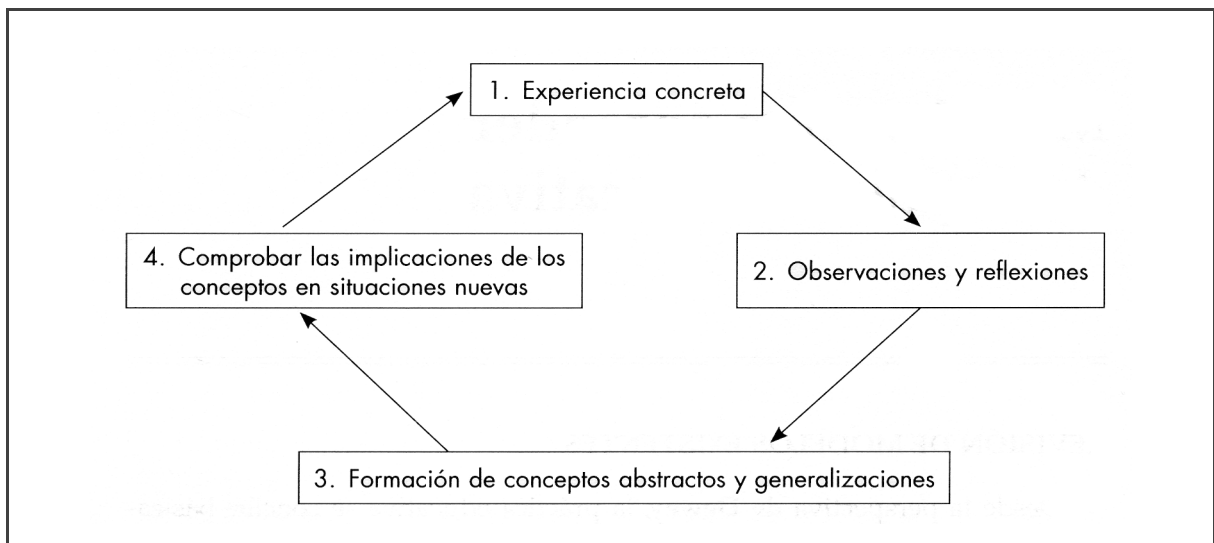 1. Experiencia concreta
4. Comprobar las implicaciones de los
conceptos en situaciones nuevas
2. Observaciones y reflexiones
3. Formación de conceptos abstractos y generalizaciones